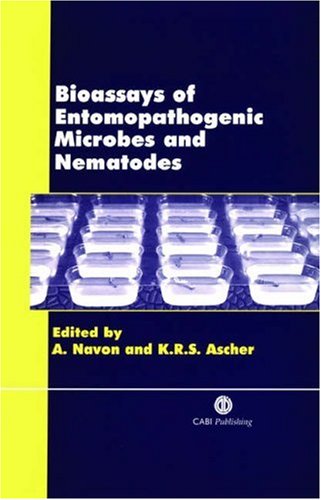 Bioassays of
Entomopathogenic
Microbes and
Nematodes
Edited by
A. Navon and K.R.S. Ascher
CABI Publishing